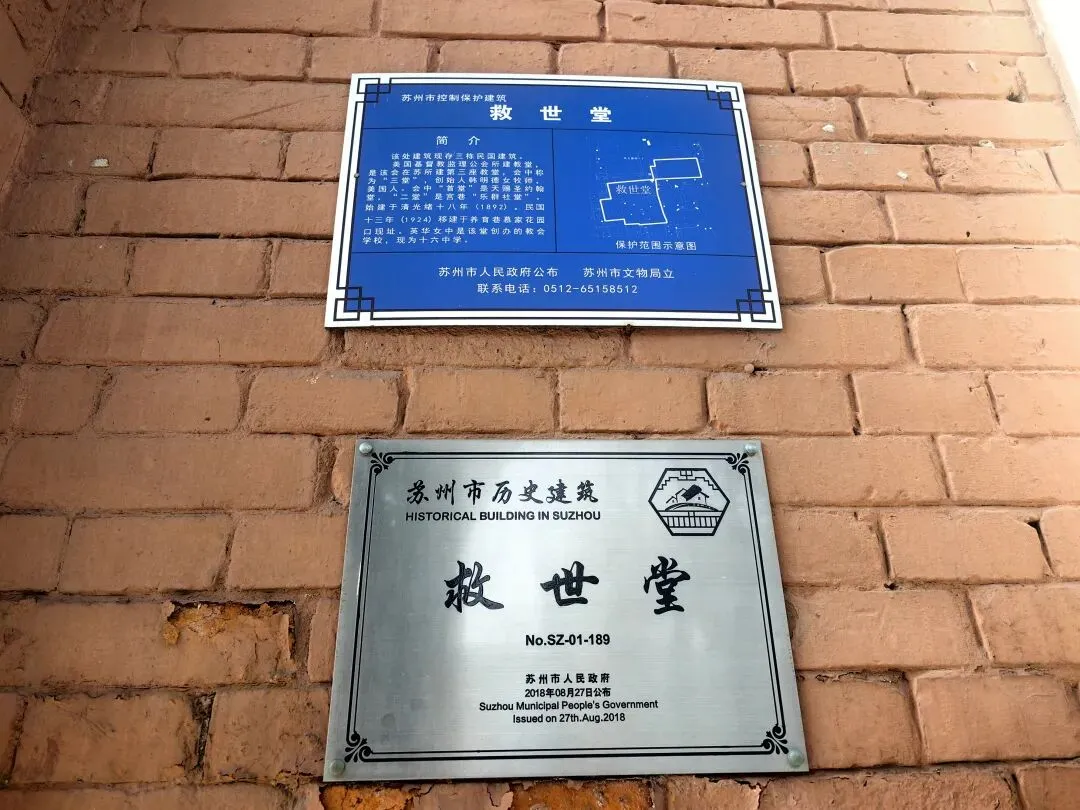 苏州市控制保护建筑
救世堂
简介
该处建筑现存三栋民国建筑。
美国基督教监理公会所建教堂，
是该会在苏所建第三座教堂，会中称
为“三堂”，创始人韩明德女牧师，
美国人。会中“首堂”是天赐圣约翰
堂，“二堂”是宫巷“乐群社堂”，
始建于清光绪十八年（1892）。民国
十三年（1924）移建于养育巷慕家花园
口现址。英华女中是该堂创办的教会
学校，现为十六中学。
救世堂
保护范围示意图
苏州市人民政府公布 苏州市文物局立
联系电话：0512-65158512
苏州市历史建筑
HISTORICAL BUILDING IN SUZHOU
救世堂
No.SZ-01-189
苏州市人民政府
2018年08月27日公布
Suzhou Municipal People's Government
Issued on 27th.Aug.2018